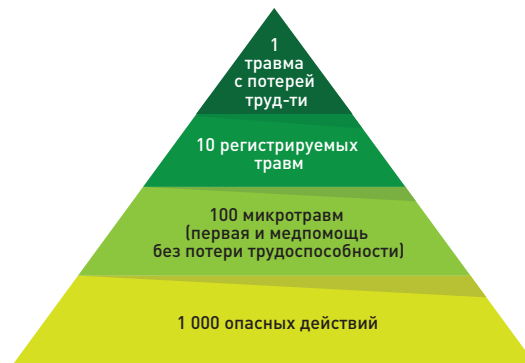 1
травма
с потерей
труд-ти
10 регистрируемых
травм
100 микротравм
(первая и медпомощь
без потери трудоспособности)
1 000 опасных действий